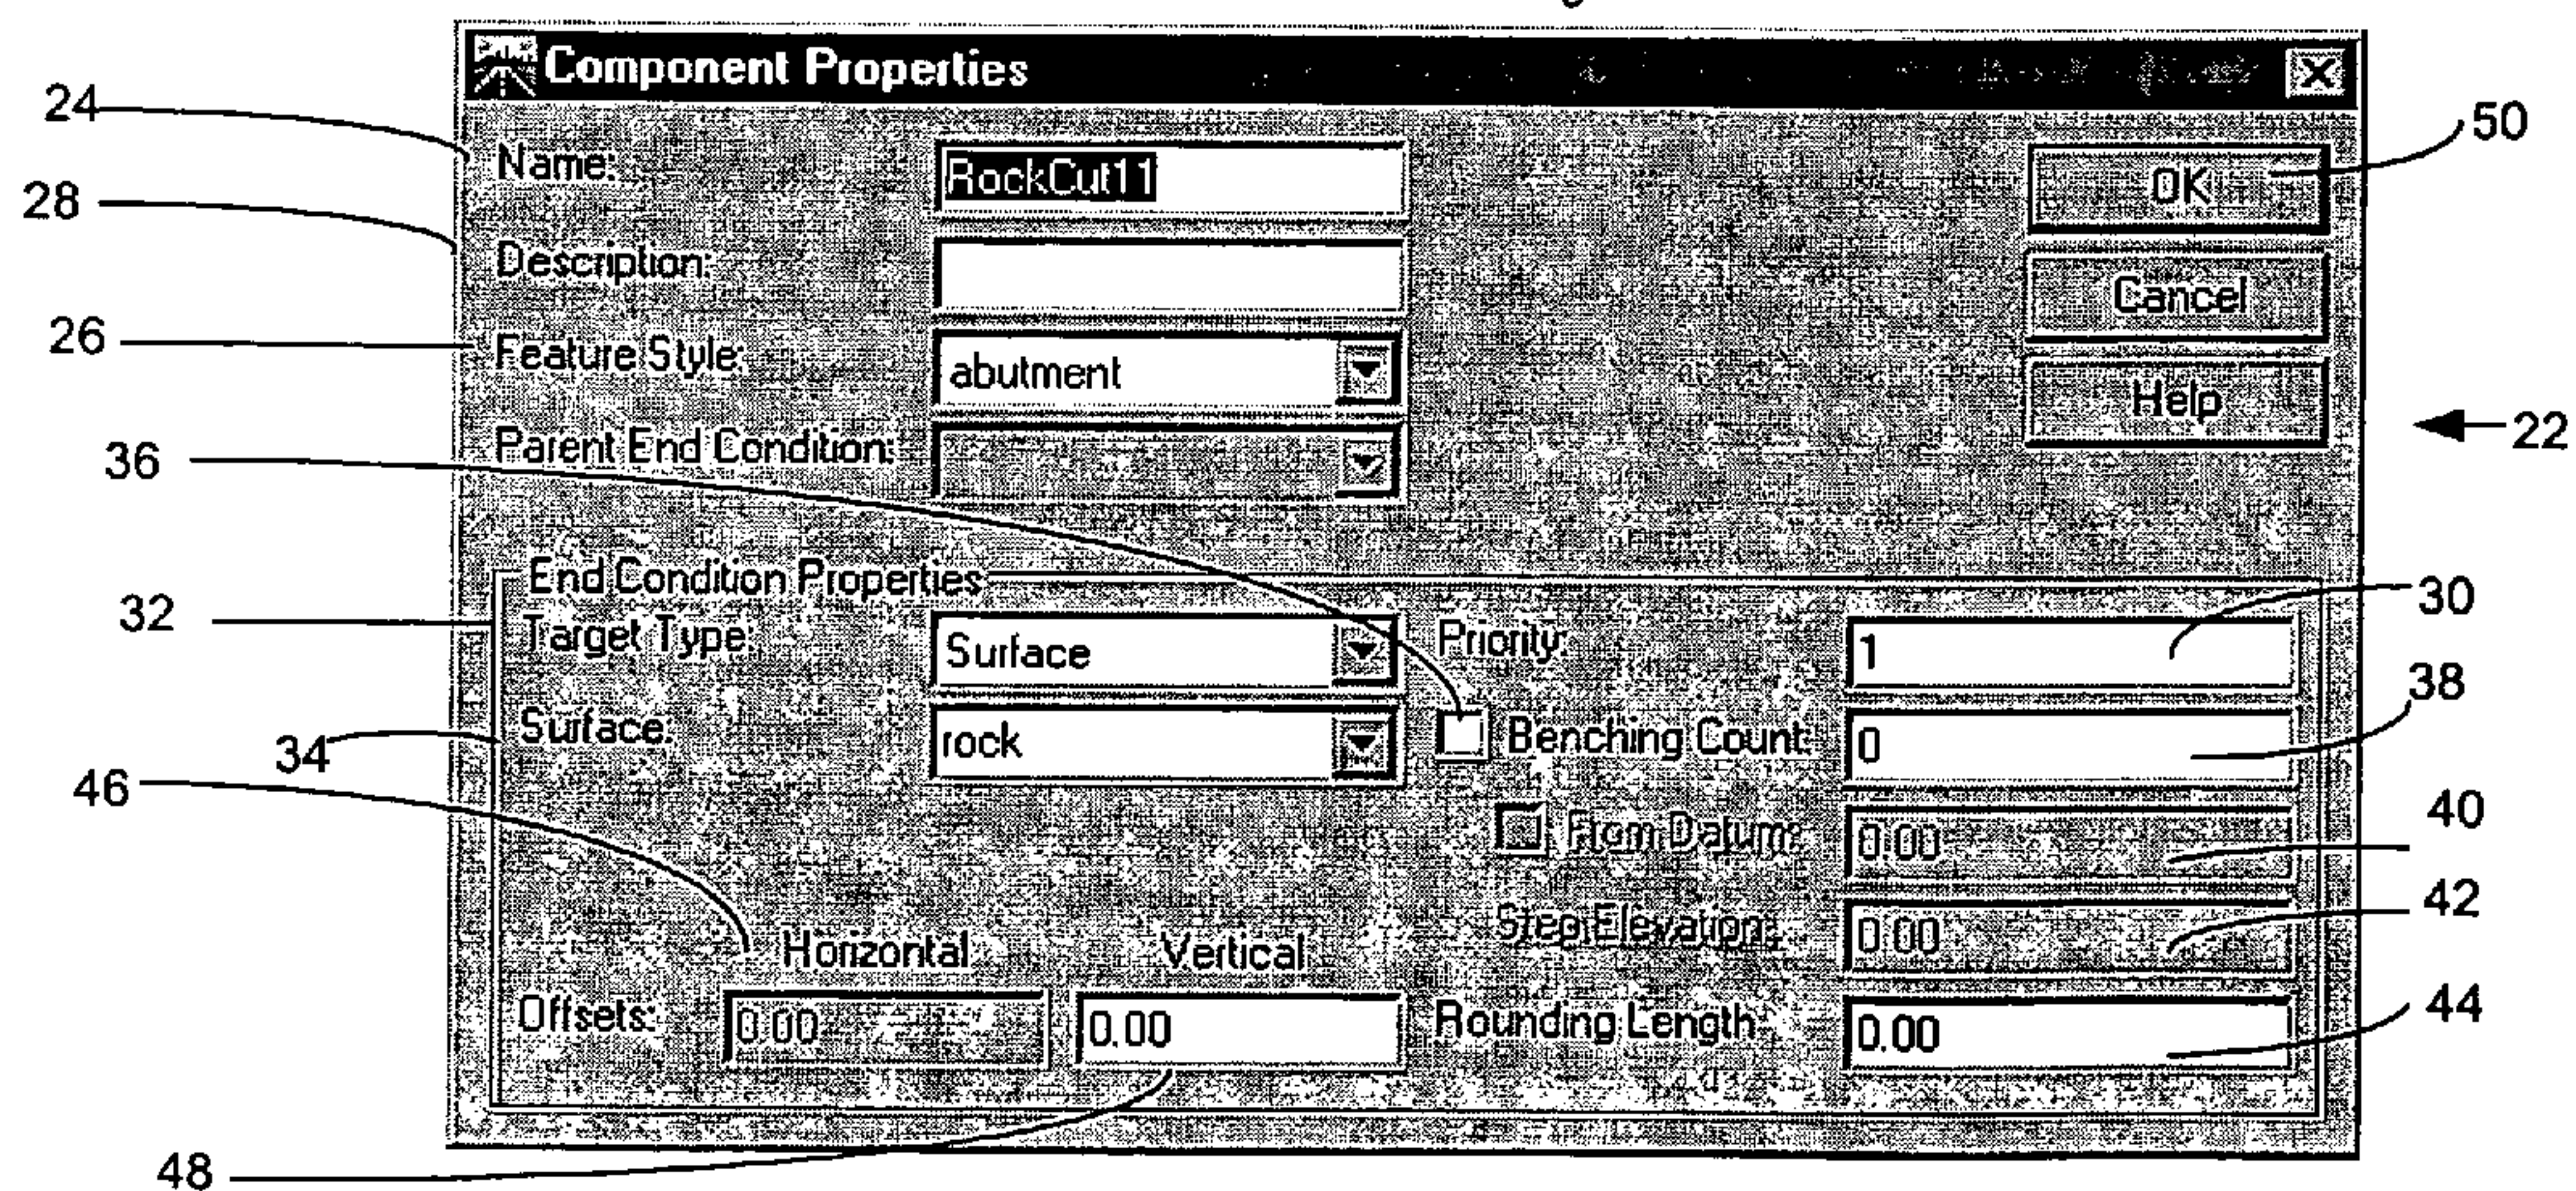 Component Properties
24
Name:
RockCut11
OK
50
28
Description:
Cancel
26
Feature Style:
abutment
Help
22
36
Parent End Condition:
End Condition Properties
32
Target Type:
Surface
Priority:
1
30
34
Surface:
rock
Benching Count:
0
38
46
From Datum:
0.00
40
Step Elevation:
0.00
42
Horizontal
Vertical
Offsets:
0.00
0.00
Rounding Length
0.00
44
48